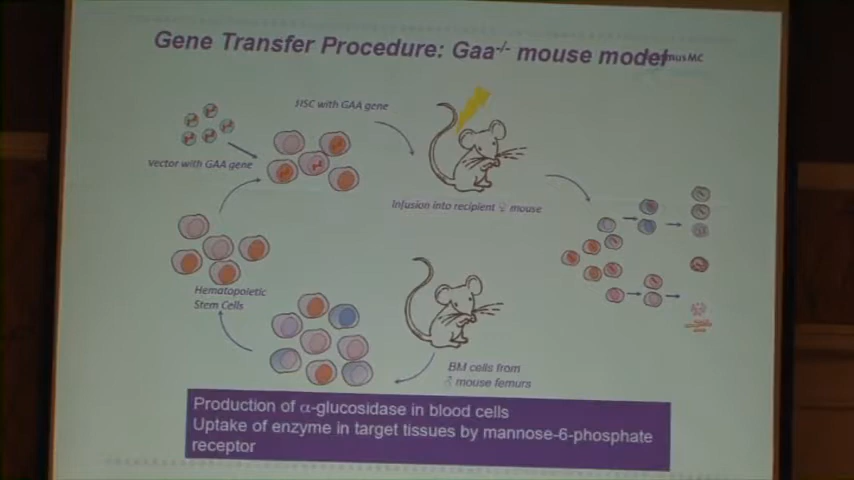 Gene Transfer Procedure: Gaa-/- mouse model
musMC
HSC with GAA gene
Vector with GAA gene
Infusion into recipient ♀ mouse
Hematopoietic
Stem Cells
BM cells from
♂ mouse femurs
Production of α-glucosidase in blood cells
Uptake of enzyme in target tissues by mannose-6-phosphate
receptor